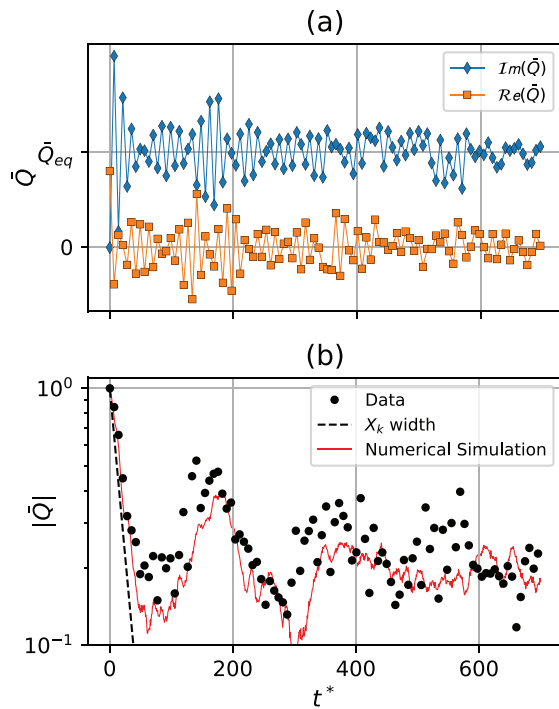 (a)
Im(Q̄)
Re(Q̄)
Q̄
Q̄eq
0
(b)
Data
Xk width
Numerical Simulation
|Q̄|
10⁰
10⁻¹
0
200
400
600
t*